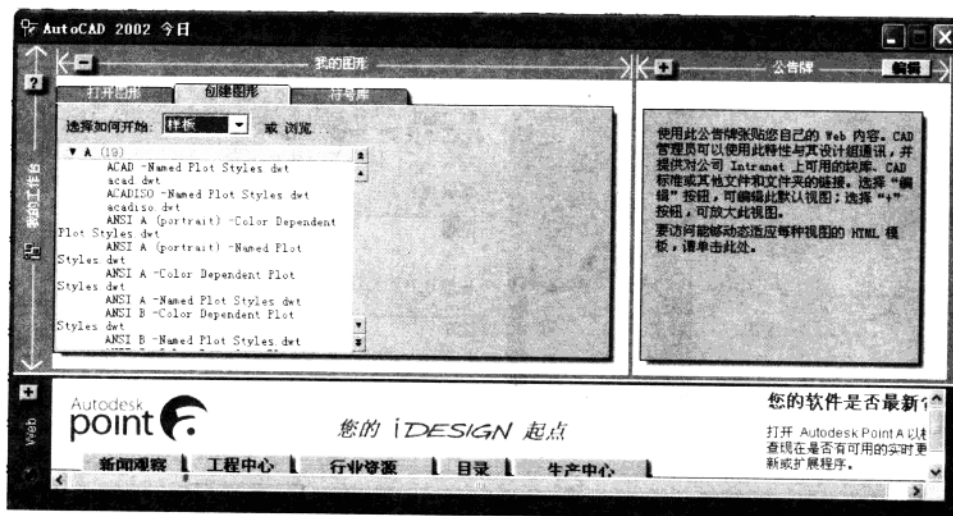 AutoCAD 2002 今日
我的图形
公告牌
编辑
打开图形
创建图形
符号库
选择如何开始:
样板
或 浏览...
A (19)
ACAD -Named Plot Styles.dwt
acad.dwt
ACADISO -Named Plot Styles.dwt
acadiso.dwt
ANSI A (portrait) -Color Dependent
Plot Styles.dwt
ANSI A (portrait) -Named Plot
Styles.dwt
ANSI A -Color Dependent Plot
Styles.dwt
ANSI A -Named Plot Styles.dwt
ANSI B -Color Dependent Plot
Styles.dwt
ANSI B -Named Plot Styles.dwt
我的工作台
使用此公告牌张贴您自己的 Web 内容。CAD
管理员可以使用此特性与其设计组通讯，并
提供对公司 Intranet 上可用的块库、CAD
标准或其他文件和文件夹的链接。选择“编
辑”按钮，可编辑此默认视图；选择“+”
按钮，可放大此视图。
要访问能够动态适应每种视图的 HTML 模
板，请单击此处。
Web
Autodesk
point A
您的 iDESIGN 起点
新闻观察
工程中心
行业资源
目录
生产中心
您的软件是否最新
打开 Autodesk Point A 以
查现在是否有可用的实时更
新或扩展程序。